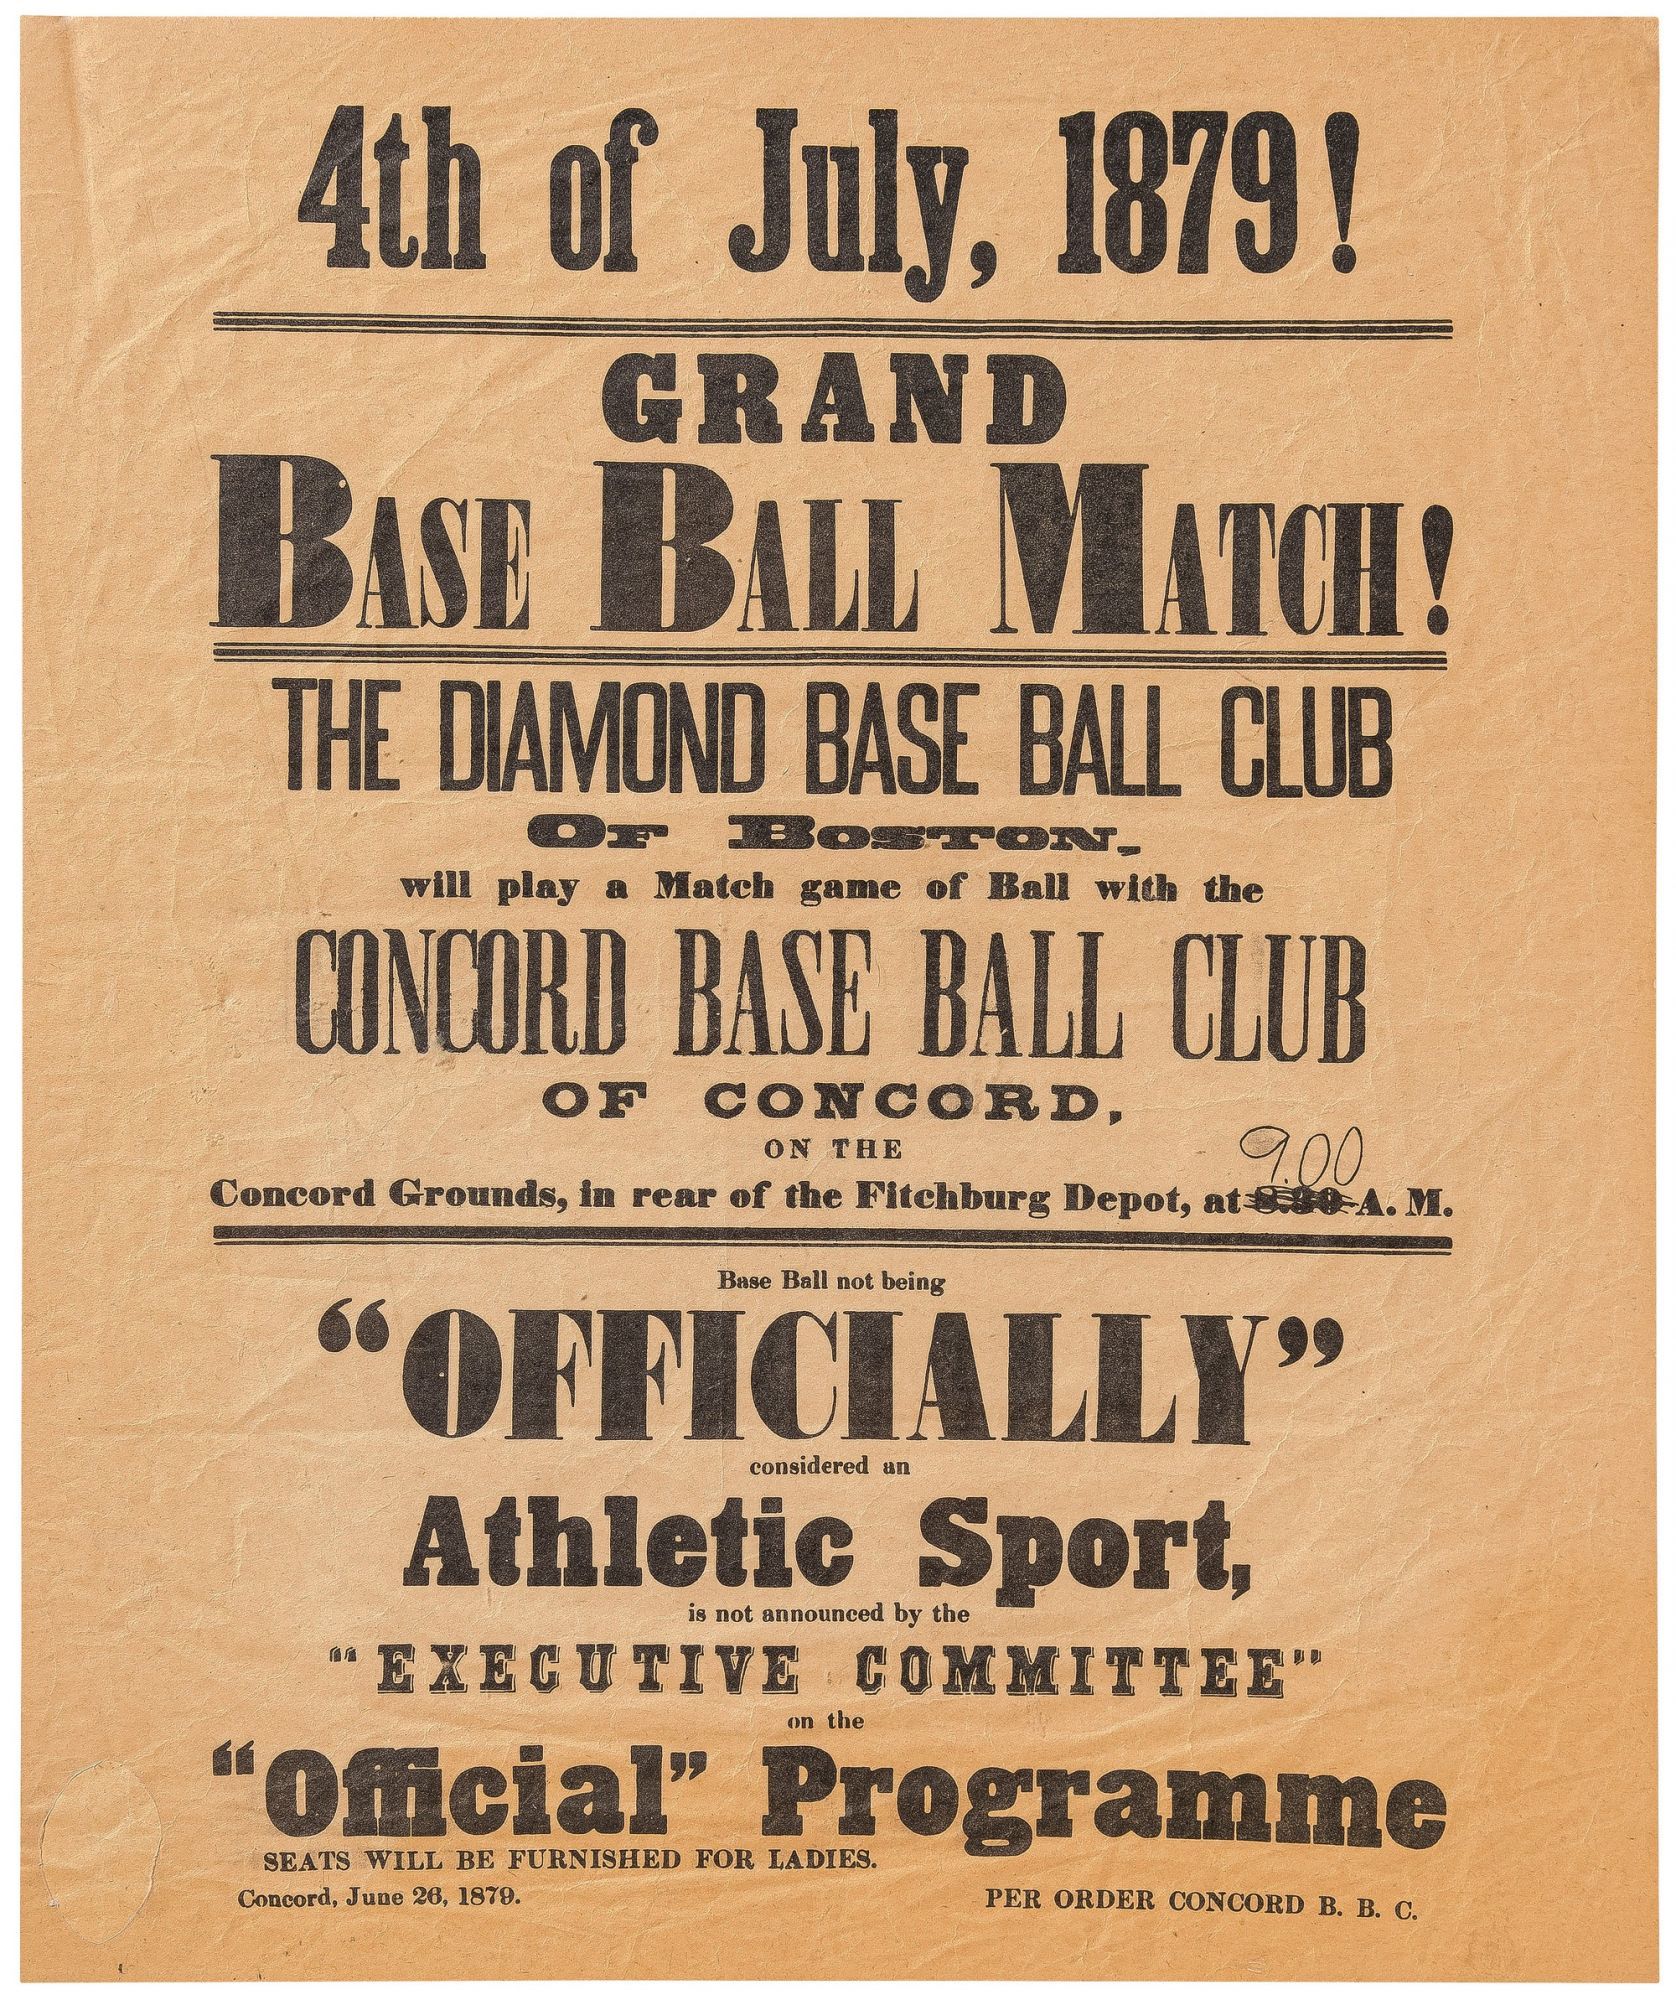 4th of July, 1879!
GRAND
BASE BALL MATCH!
THE DIAMOND BASE BALL CLUB
OF BOSTON,
will play a Match game of Ball with the
CONCORD BASE BALL CLUB
OF CONCORD,
ON THE
9.00
Concord Grounds, in rear of the Fitchburg Depot, at 8.30 A. M.
Base Ball not being
“OFFICIALLY”
considered an
Athletic Sport,
is not announced by the
“EXECUTIVE COMMITTEE”
on the
“Official” Programme
SEATS WILL BE FURNISHED FOR LADIES.
Concord, June 26, 1879.
PER ORDER CONCORD B. B. C.